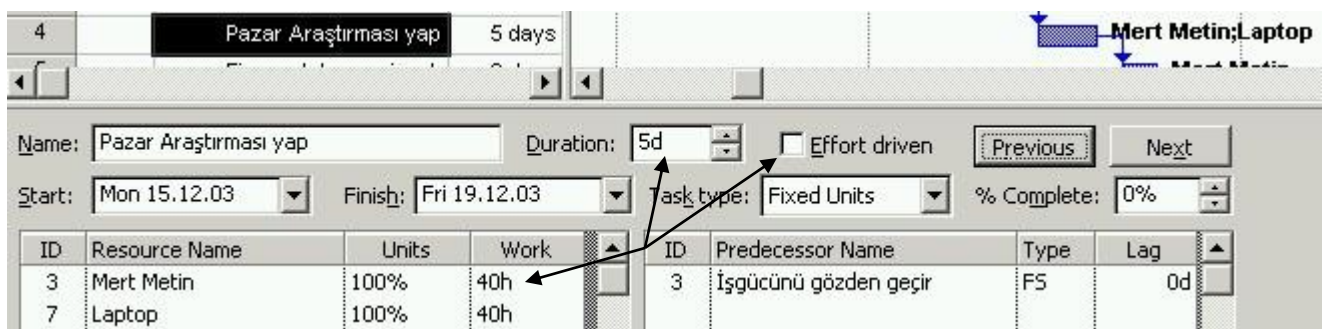 4 Pazar Araştırması yap 5 days Mert Metin;Laptop
Name: Pazar Araştırması yap Duration: 5d Effort driven Previous Next
Start: Mon 15.12.03 Finish: Fri 19.12.03 Task type: Fixed Units % Complete: 0%
ID Resource Name Units Work ID Predecessor Name Type Lag
3 Mert Metin 100% 40h 3 İşgücünü gözden geçir FS 0d
7 Laptop 100% 40h